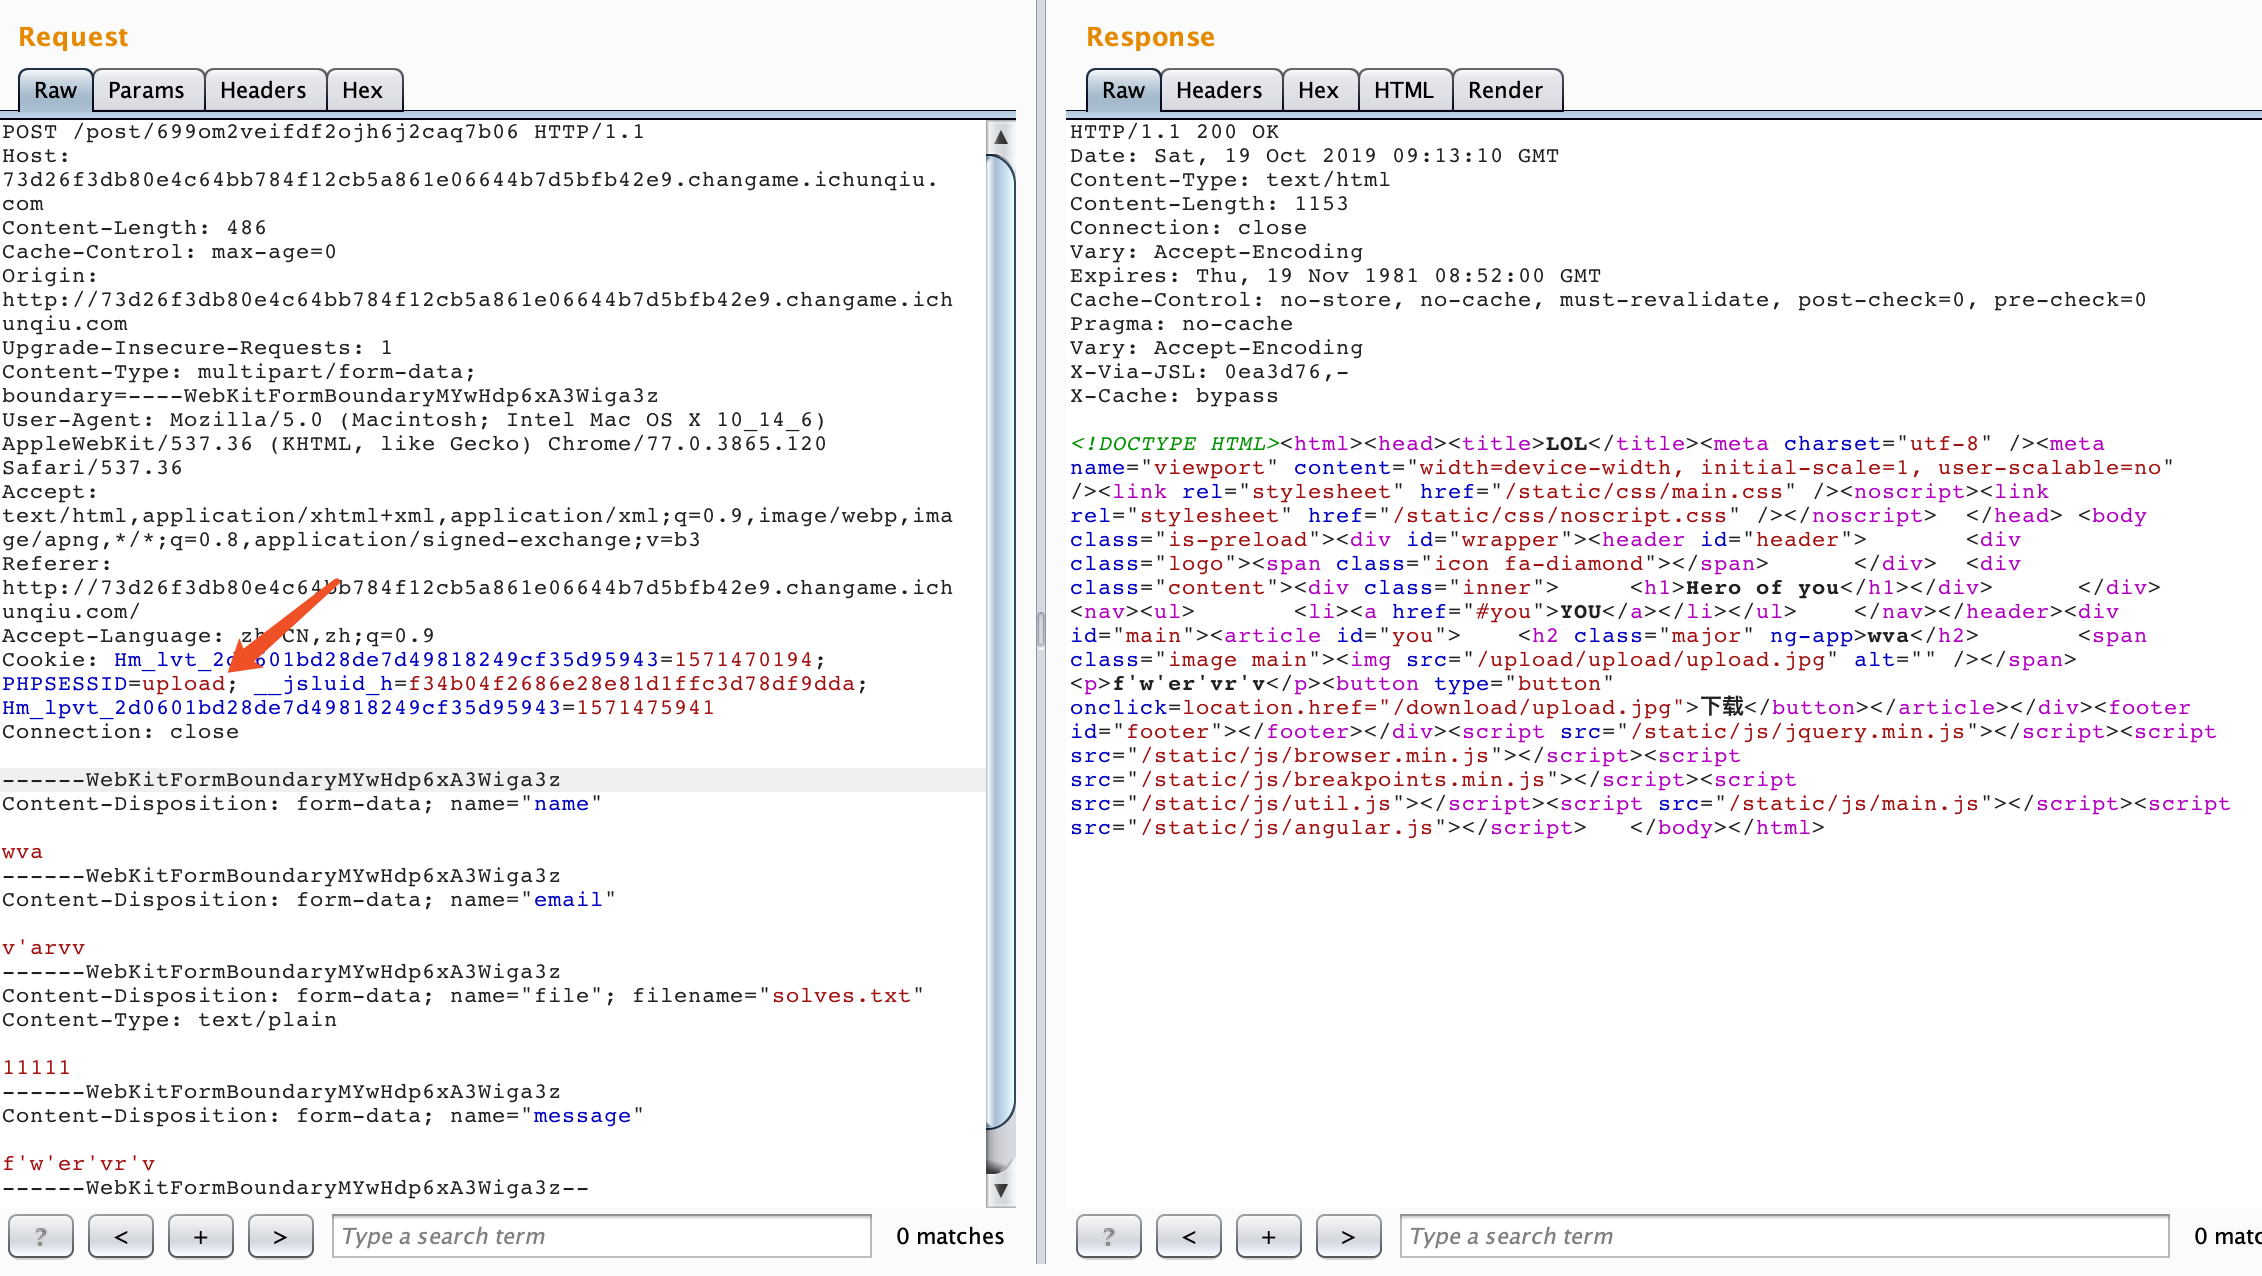 Request
Raw Params Headers Hex
POST /post/699om2veifdf2ojh6j2caq7b06 HTTP/1.1
Host:
73d26f3db80e4c64bb784f12cb5a861e06644b7d5bfb42e9.changame.ichunqiu.
com
Content-Length: 486
Cache-Control: max-age=0
Origin:
http://73d26f3db80e4c64bb784f12cb5a861e06644b7d5bfb42e9.changame.ich
unqiu.com
Upgrade-Insecure-Requests: 1
Content-Type: multipart/form-data;
boundary=----WebKitFormBoundaryMYwHdp6xA3Wiga3z
User-Agent: Mozilla/5.0 (Macintosh; Intel Mac OS X 10_14_6)
AppleWebKit/537.36 (KHTML, like Gecko) Chrome/77.0.3865.120
Safari/537.36
Accept:
text/html,application/xhtml+xml,application/xml;q=0.9,image/webp,ima
ge/apng,*/*;q=0.8,application/signed-exchange;v=b3
Referer:
http://73d26f3db80e4c64bb784f12cb5a861e06644b7d5bfb42e9.changame.ich
unqiu.com/
Accept-Language: zh-CN,zh;q=0.9
Cookie: Hm_lvt_2d0601bd28de7d49818249cf35d95943=1571470194;
PHPSESSID=upload; __jsluid_h=f34b04f2686e28e81d1ffc3d78df9dda;
Hm_lpvt_2d0601bd28de7d49818249cf35d95943=1571475941
Connection: close
------WebKitFormBoundaryMYwHdp6xA3Wiga3z
Content-Disposition: form-data; name="name"
wva
------WebKitFormBoundaryMYwHdp6xA3Wiga3z
Content-Disposition: form-data; name="email"
v'arvv
------WebKitFormBoundaryMYwHdp6xA3Wiga3z
Content-Disposition: form-data; name="file"; filename="solves.txt"
Content-Type: text/plain
11111
------WebKitFormBoundaryMYwHdp6xA3Wiga3z
Content-Disposition: form-data; name="message"
f'w'er'vr'v
------WebKitFormBoundaryMYwHdp6xA3Wiga3z--
? < + > Type a search term 0 matches
Response
Raw Headers Hex HTML Render
HTTP/1.1 200 OK
Date: Sat, 19 Oct 2019 09:13:10 GMT
Content-Type: text/html
Content-Length: 1153
Connection: close
Vary: Accept-Encoding
Expires: Thu, 19 Nov 1981 08:52:00 GMT
Cache-Control: no-store, no-cache, must-revalidate, post-check=0, pre-check=0
Pragma: no-cache
Vary: Accept-Encoding
X-Via-JSL: 0ea3d76,-
X-Cache: bypass
<!DOCTYPE HTML><html><head><title>LOL</title><meta charset="utf-8" /><meta
name="viewport" content="width=device-width, initial-scale=1, user-scalable=no"
/><link rel="stylesheet" href="/static/css/main.css" /><noscript><link
rel="stylesheet" href="/static/css/noscript.css" /></noscript> </head> <body
class="is-preload"><div id="wrapper"><header id="header"> <div
class="logo"><span class="icon fa-diamond"></span> </div> <div
class="content"><div class="inner"> <h1>Hero of you</h1></div> </div>
<nav><ul> <li><a href="#you">YOU</a></li></ul> </nav></header><div
id="main"><article id="you"> <h2 class="major" ng-app>wva</h2> <span
class="image main"><img src="/upload/upload/upload.jpg" alt="" /></span>
<p>f'w'er'vr'v</p><button type="button"
onclick=location.href="/download/upload.jpg">下载</button></article></div><footer
id="footer"></footer></div><script src="/static/js/jquery.min.js"></script><script
src="/static/js/browser.min.js"></script><script
src="/static/js/breakpoints.min.js"></script><script
src="/static/js/util.js"></script><script src="/static/js/main.js"></script><script
src="/static/js/angular.js"></script> </body></html>
? < + > Type a search term 0 matc